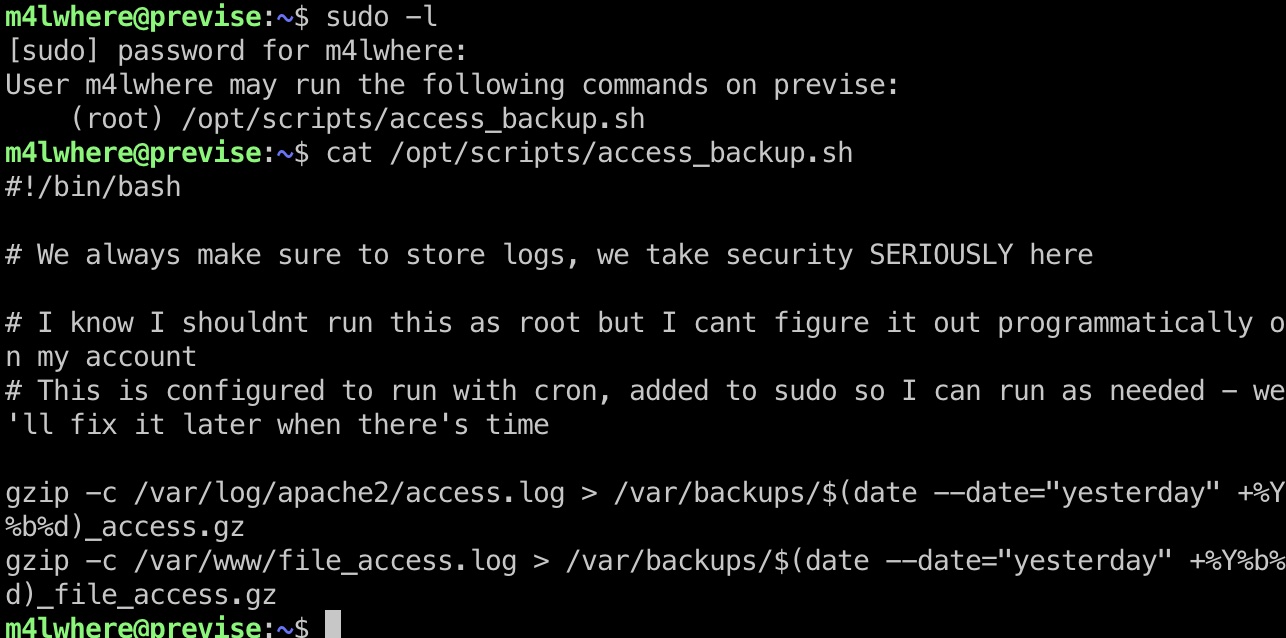 m4lwhere@previse:~$ sudo -l
[sudo] password for m4lwhere:
User m4lwhere may run the following commands on previse:
    (root) /opt/scripts/access_backup.sh
m4lwhere@previse:~$ cat /opt/scripts/access_backup.sh
#!/bin/bash

# We always make sure to store logs, we take security SERIOUSLY here

# I know I shouldnt run this as root but I cant figure it out programmatically o
n my account
# This is configured to run with cron, added to sudo so I can run as needed - we
'll fix it later when there's time

gzip -c /var/log/apache2/access.log > /var/backups/$(date --date="yesterday" +%Y
%b%d)_access.gz
gzip -c /var/www/file_access.log > /var/backups/$(date --date="yesterday" +%Y%b%
d)_file_access.gz
m4lwhere@previse:~$